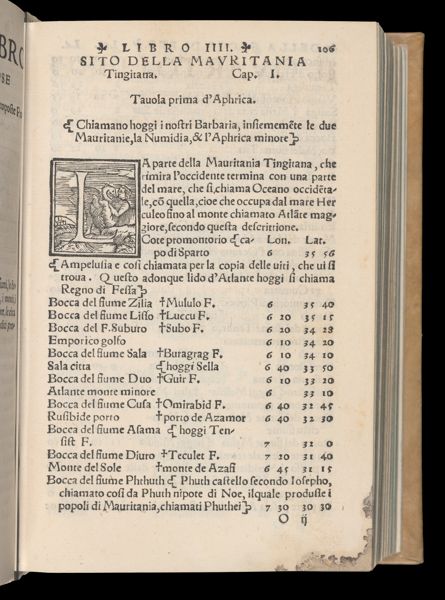 LIBRO IIII. 106
SITO DELLA MAVRITANIA
Tingitana. Cap. I.
Tauola prima d'Aphrica.
Chiamano hoggi i nostri Barbaria, insiememẽte le due
Mauritanie, la Numidia, & l'Aphrica minore
LA parte della Mauritania Tingitana, che
rimira l'occidente termina con una parte
del mare, che si chiama Oceano occidẽta-
le, cõ quella, cioe che occupa dal mare Her
culeo sino al monte chiamato Atlãte mag-
giore, secondo questa descrittione.
Cote promontorio ca- Lon. Lat.
po di Sparto 6 35 56
Ampelusia e cosi chiamata per la copia delle uiti, che ui si
troua. Questo adonque lido d'Atlante hoggi si chiama
Regno di Fessa
Bocca del fiume Zilia †Mululo F. 6 35 40
Bocca del fiume Lisso †Luccu F. 6 20 35 15
Bocca del F. Suburo †Subo F. 6 20 34 28
Emporico golfo 6 10 34 20
Bocca del fiume Sala †Buragrag F. 6 10 34 10
Sala citta hoggi Sella 6 40 33 50
Bocca del fiume Duo †Guir F. 6 10 33 20
Atlante monte minore 6 33 10
Bocca del fiume Cusa †Omirabid F. 6 40 32 45
Rusibide porto †porto de Azamor 6 40 32 30
Bocca del fiume Asama hoggi Ten-
sist F. 7 32 0
Bocca del fiume Diuro †Teculet F. 7 20 31 40
Monte del Sole †monte de Azafi 6 45 31 15
Bocca del fiume Phthuth Phuth castello secondo Iosepho,
chiamato cosi da Phuth nipote di Noe, ilquale produsse i
popoli di Mauritania, chiamati Phuthei 7 30 30 30
O ij